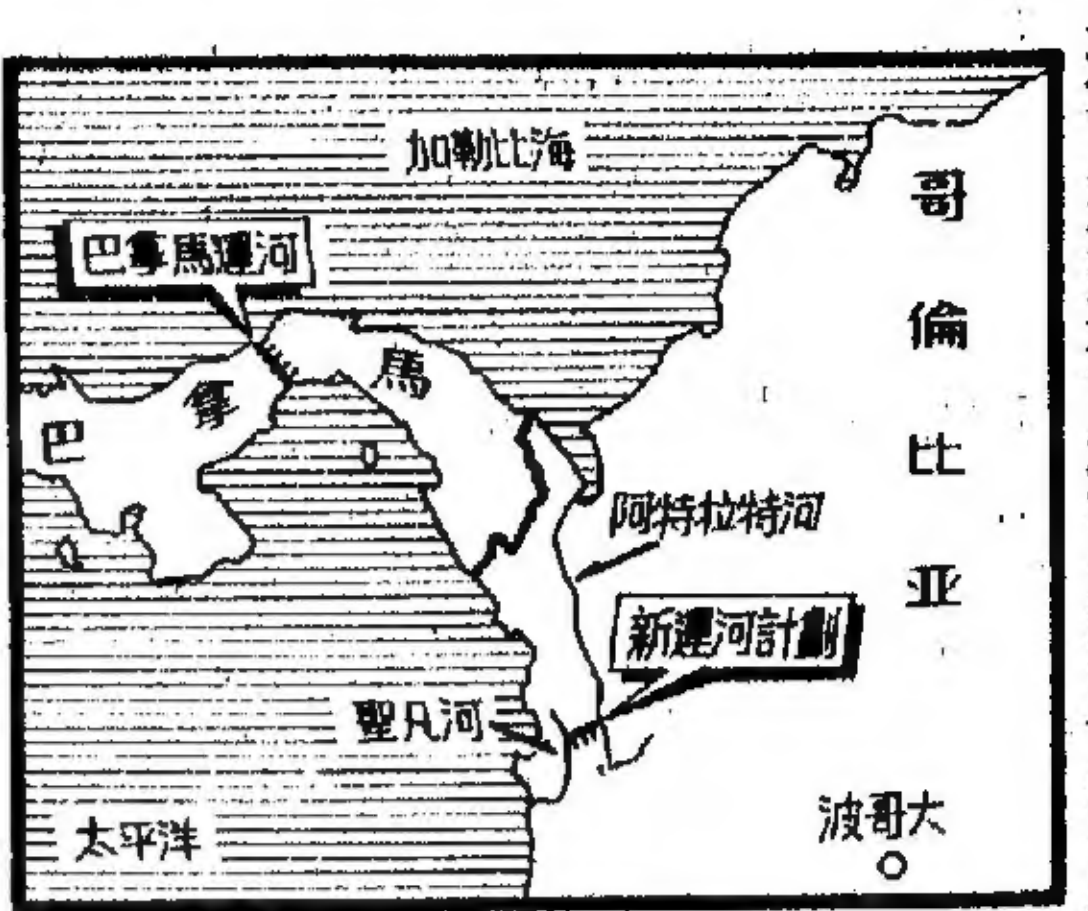 加勒比海
巴拿馬運河
巴拿馬
哥倫比亚
阿特拉特河
新運河計劃
聖凡河
太平洋
波哥大